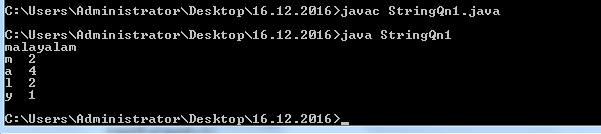 C:\Users\Administrator\Desktop\16.12.2016>javac StringQn1.java
C:\Users\Administrator\Desktop\16.12.2016>java StringQn1
malayalam
m  2
a  4
l  2
y  1
C:\Users\Administrator\Desktop\16.12.2016>_